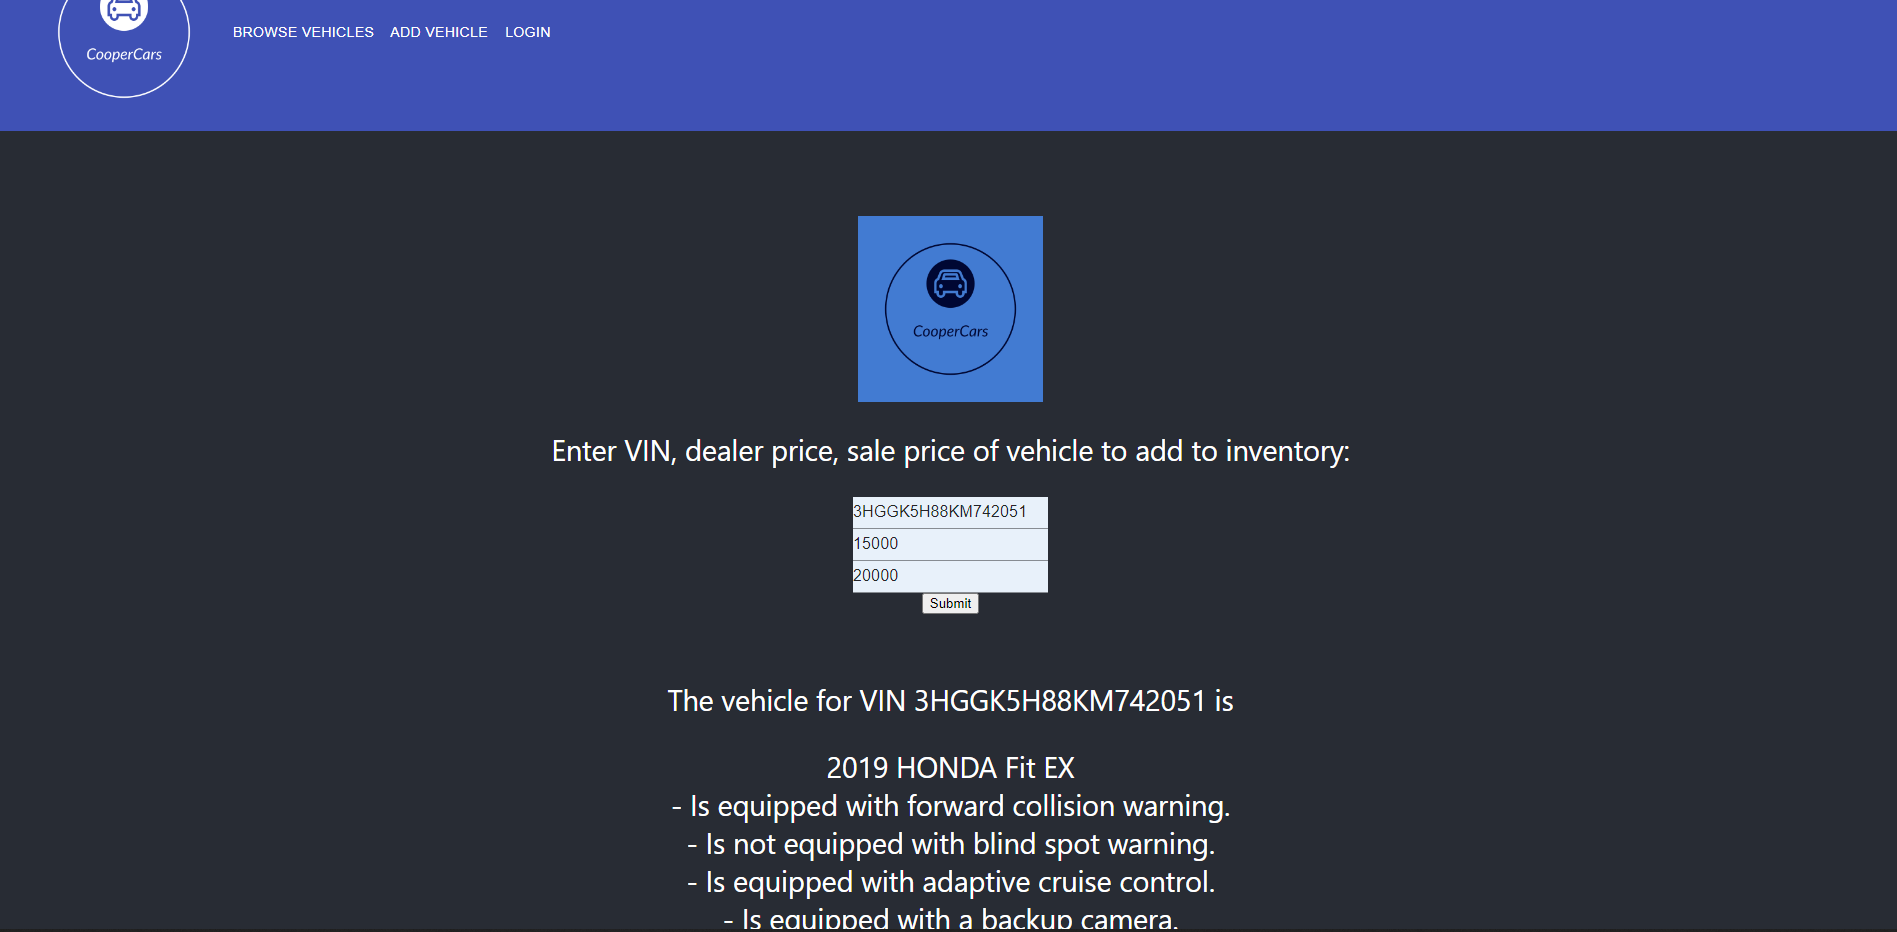 CooperCars
BROWSE VEHICLES ADD VEHICLE LOGIN
CooperCars
Enter VIN, dealer price, sale price of vehicle to add to inventory:
3HGGK5H88KM742051
15000
20000
Submit
The vehicle for VIN 3HGGK5H88KM742051 is
2019 HONDA Fit EX
- Is equipped with forward collision warning.
- Is not equipped with blind spot warning.
- Is equipped with adaptive cruise control.
- Is equipped with a backup camera.